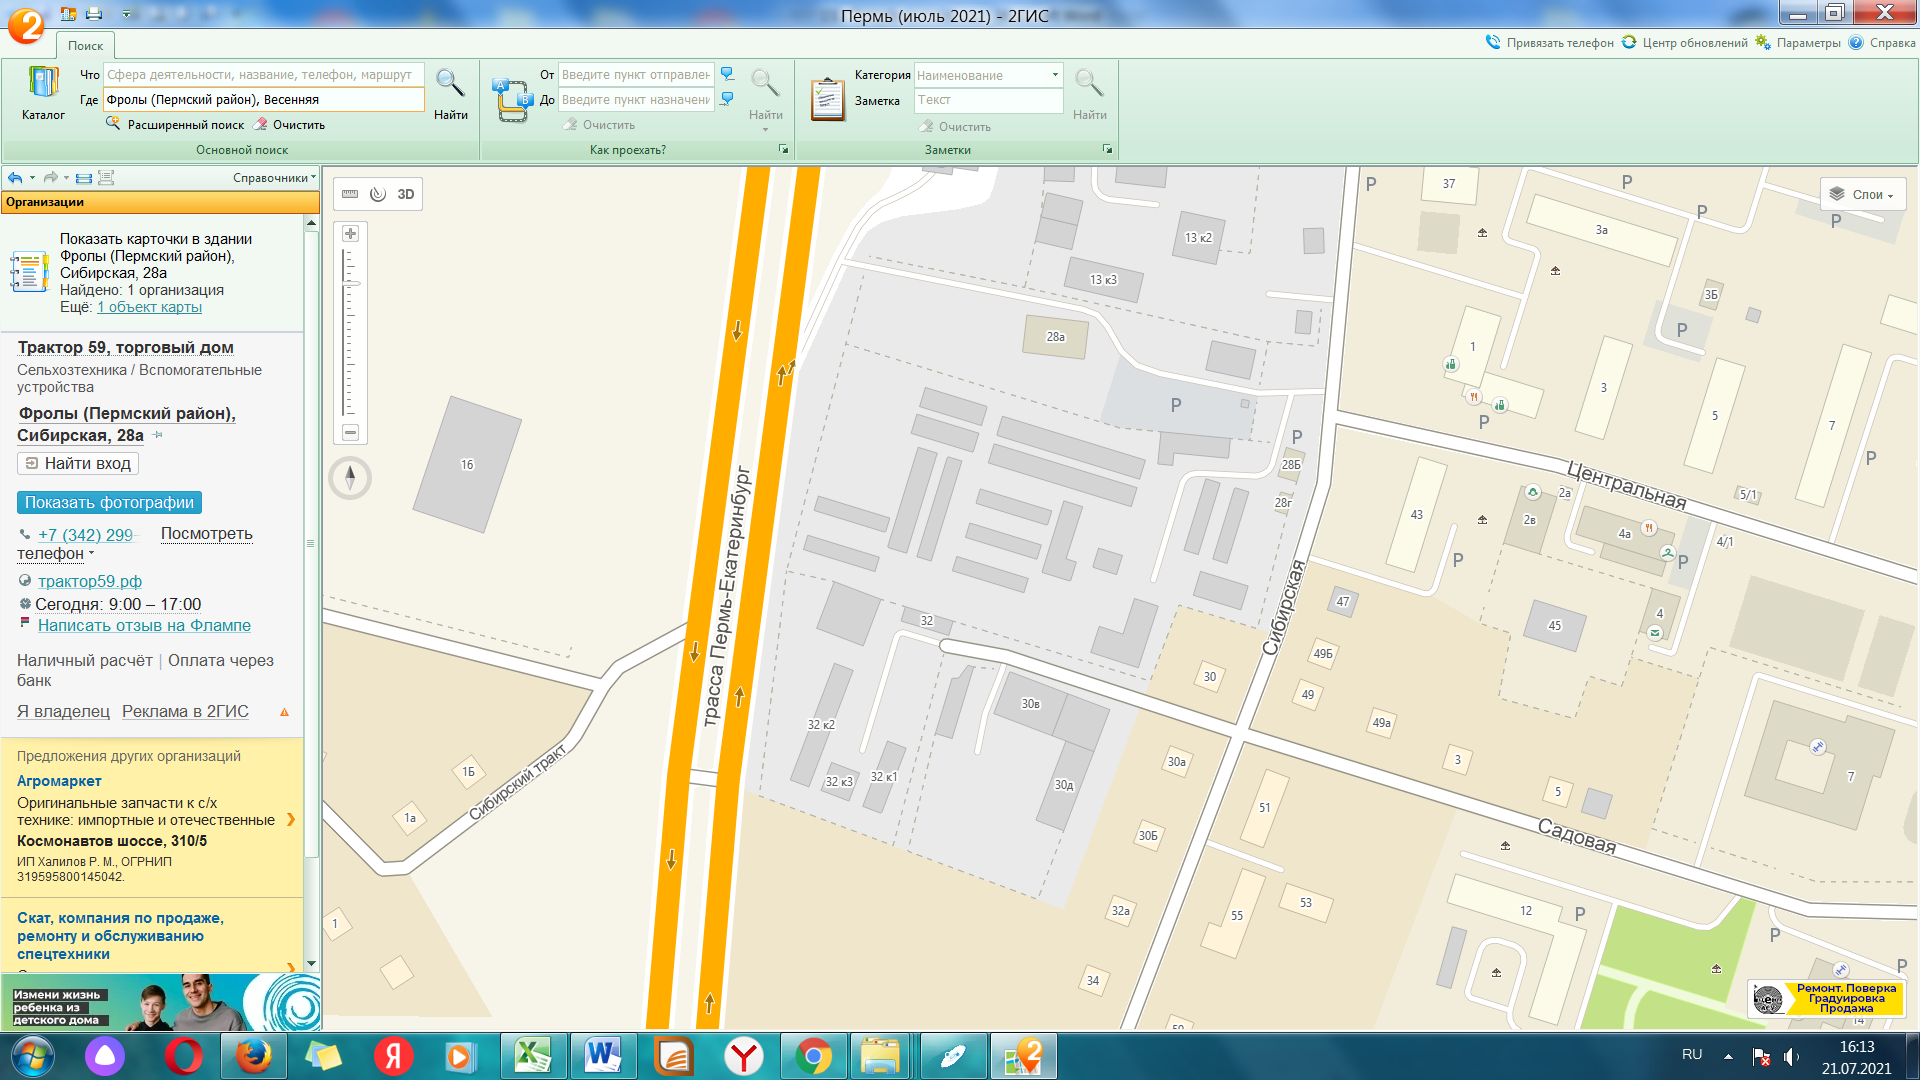 Пермь (июль 2021) - 2ГИС
Поиск
Привязать телефон
Центр обновлений
Параметры
Справка
Каталог
Что
Сфера деятельности, название, телефон, маршрут
Где
Фролы (Пермский район), Весенняя
Найти
Расширенный поиск
Очистить
Основной поиск
От
Введите пункт отправлен
До
Введите пункт назначени
Найти
Очистить
Как проехать?
Категория
Наименование
Заметка
Текст
Найти
Очистить
Заметки
Справочники
Организации
Показать карточки в здании
Фролы (Пермский район),
Сибирская, 28а
Найдено: 1 организация
Ещё: 1 объект карты
Трактор 59, торговый дом
Сельхозтехника / Вспомогательные
устройства
Фролы (Пермский район),
Сибирская, 28а
Найти вход
Показать фотографии
+7 (342) 299-
Посмотреть
телефон
трактор59.рф
Сегодня: 9:00 – 17:00
Написать отзыв на Флампе
Наличный расчёт | Оплата через
банк
Я владелец
Реклама в 2ГИС
Предложения других организаций
Агромаркет
Оригинальные запчасти к с/х
технике: импортные и отечественные
Космонавтов шоссе, 310/5
ИП Халилов Р. М., ОГРНИП
319595800145042.
Скат, компания по продаже,
ремонту и обслуживанию
спецтехники
Измени жизнь
ребенка из
детского дома
3D
Слои
37
P
P
P
P
3а
13 к2
13 к3
3Б
28а
P
1
3
5
7
P
P
P
P
28Б
28г
16
Центральная
5/1
43
2а
2в
4а
4/1
P
P
трасса Пермь-Екатеринбург
Сибирская
47
45
4
32
49Б
30
49
30в
49а
32 к2
30а
3
7
1Б
32 к3
32 к1
30д
5
Сибирский тракт
1а
51
30Б
Садовая
32а
55
53
12
P
1
P
34
P
14
Ремонт. Поверка
Градуировка
Продажа
RU
16:13
21.07.2021